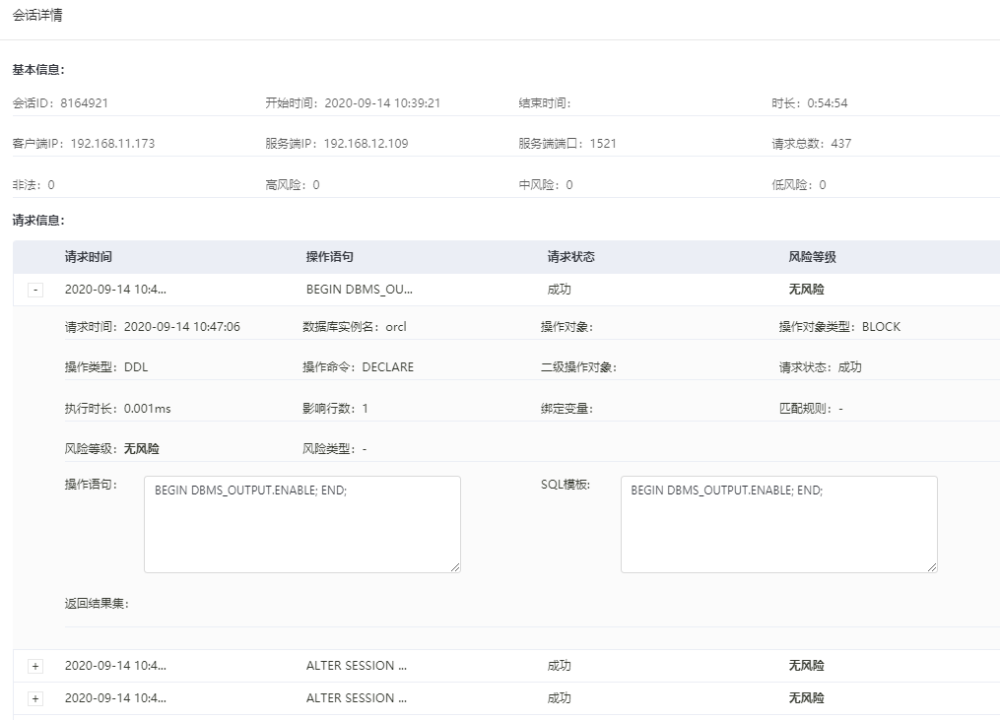 会话详情
基本信息：
会话ID：8164921 开始时间：2020-09-14 10:39:21 结束时间： 时长：0:54:54
客户端IP：192.168.11.173 服务端IP：192.168.12.109 服务端端口：1521 请求总数：437
非法：0 高风险：0 中风险：0 低风险：0
请求信息：
请求时间 操作语句 请求状态 风险等级
- 2020-09-14 10:4... BEGIN DBMS_OU... 成功 无风险
请求时间：2020-09-14 10:47:06 数据库实例名：orcl 操作对象： 操作对象类型：BLOCK
操作类型：DDL 操作命令：DECLARE 二级操作对象： 请求状态：成功
执行时长：0.001ms 影响行数：1 绑定变量： 匹配规则：-
风险等级：无风险 风险类型：-
操作语句： BEGIN DBMS_OUTPUT.ENABLE; END; SQL模板： BEGIN DBMS_OUTPUT.ENABLE; END;
返回结果集：
+ 2020-09-14 10:4... ALTER SESSION ... 成功 无风险
+ 2020-09-14 10:4... ALTER SESSION ... 成功 无风险